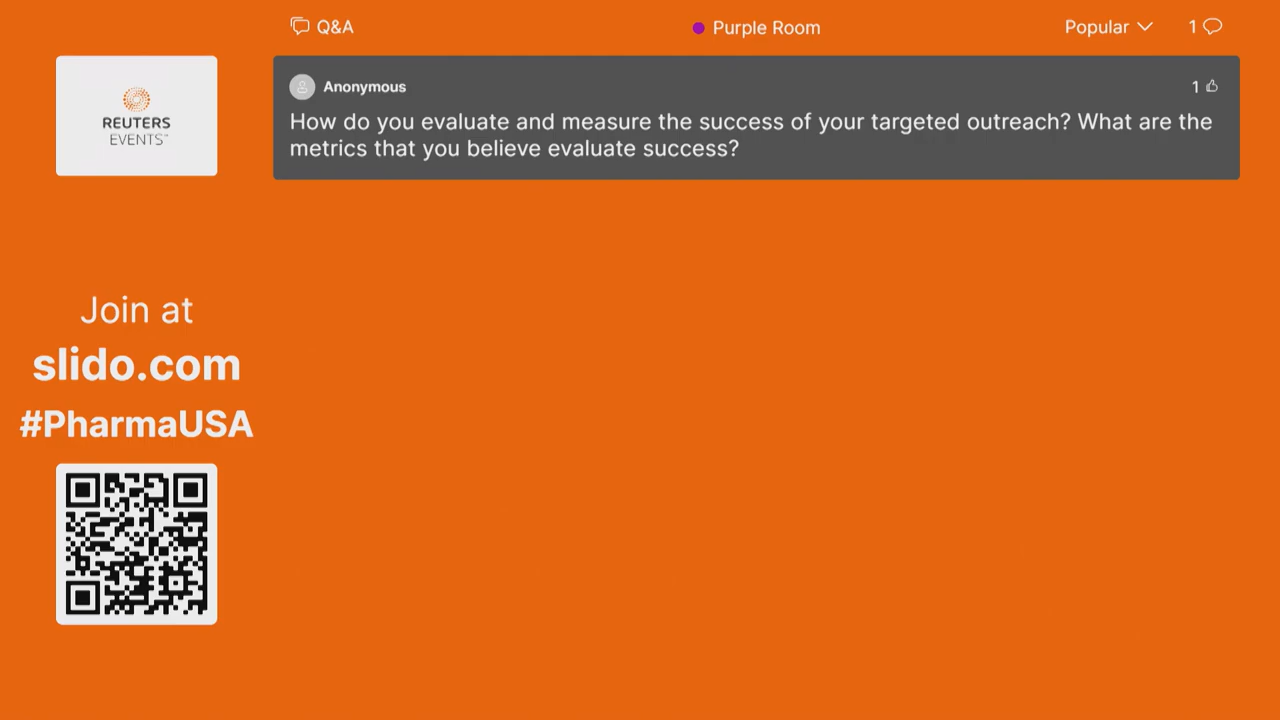 Q&A
Purple Room
Popular
1
REUTERS
EVENTS™
Anonymous
1
How do you evaluate and measure the success of your targeted outreach? What are the
metrics that you believe evaluate success?
Join at
slido.com
#PharmaUSA